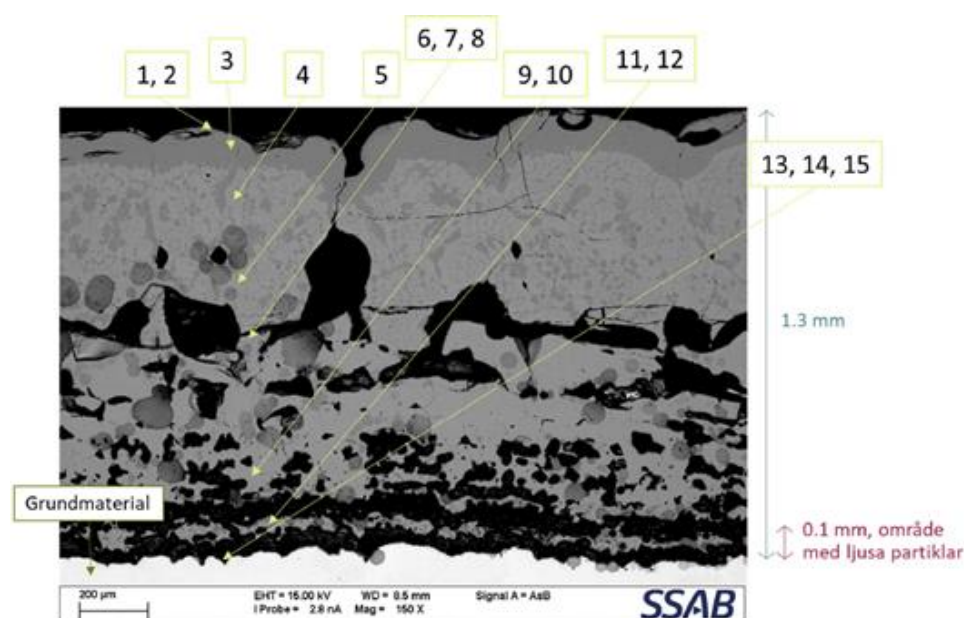 6, 7, 8
11, 12
3
1, 2
4
5
9, 10
13, 14, 15
1.3 mm
Grundmaterial
0.1 mm, område
med ljusa partiklar
200 µm
EHT = 15.00 kV
WD = 8.5 mm
Signal A = AsB
I Probe = 2.8 nA
Mag = 150 X
SSAB